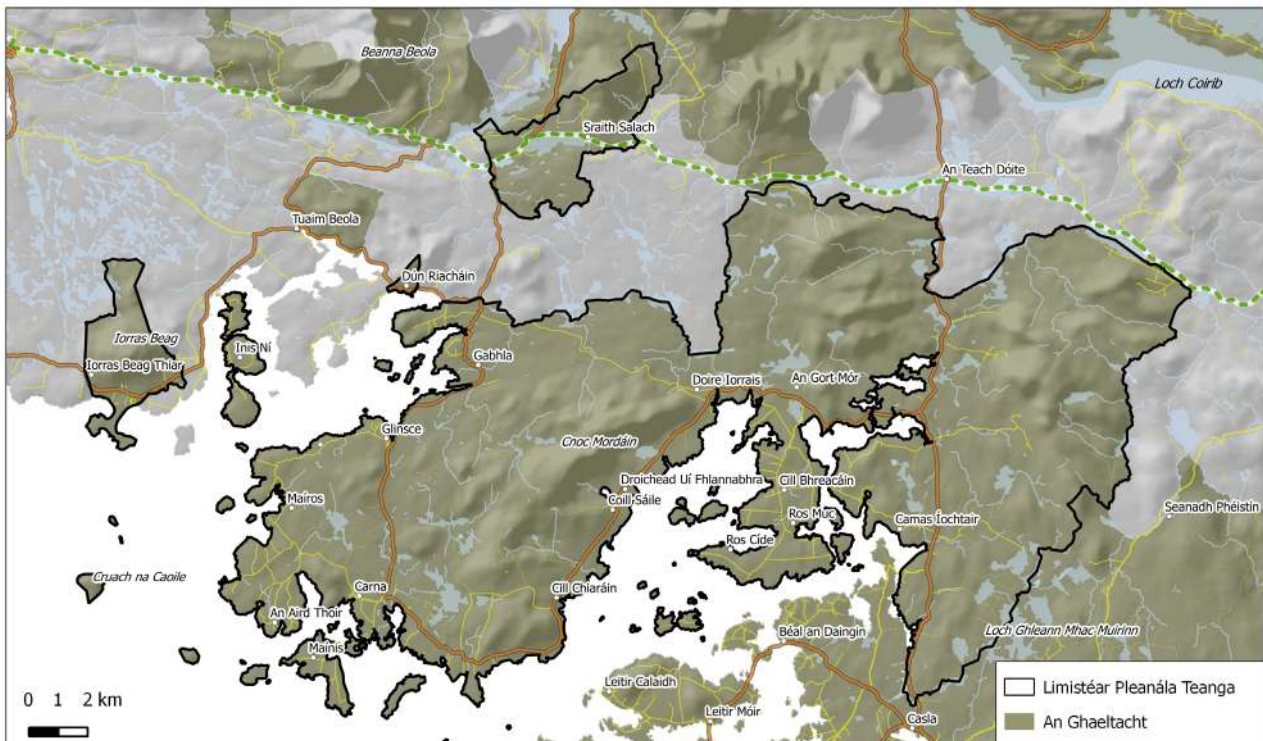 Beanna Beola
Loch Coirib
Sraith Salach
An Teach Dóite
Tuaim Beola
Dún Riacháin
Iorras Beag
Inis Ní
Iorras Beag Thiar
Gabhla
Doire Iorrais
An Gort Mór
Glinsce
Cnoc Mordáin
Droichead Uí Fhlannabhra
Cill Bhreacáin
Maíros
Coill Sáile
Ros Muc
Seanadh Phéistin
Camas Íochtair
Ros Cíde
Cruach na Caoile
Carna
Cill Chiaráin
An Aird Thoir
Béal an Daingin
Loch Ghleann Mhac Muirinn
Mainis
Leitir Calaidh
Leitir Móir
Casla
0 1 2 km
Limistéar Pleanála Teanga
An Ghaeltacht